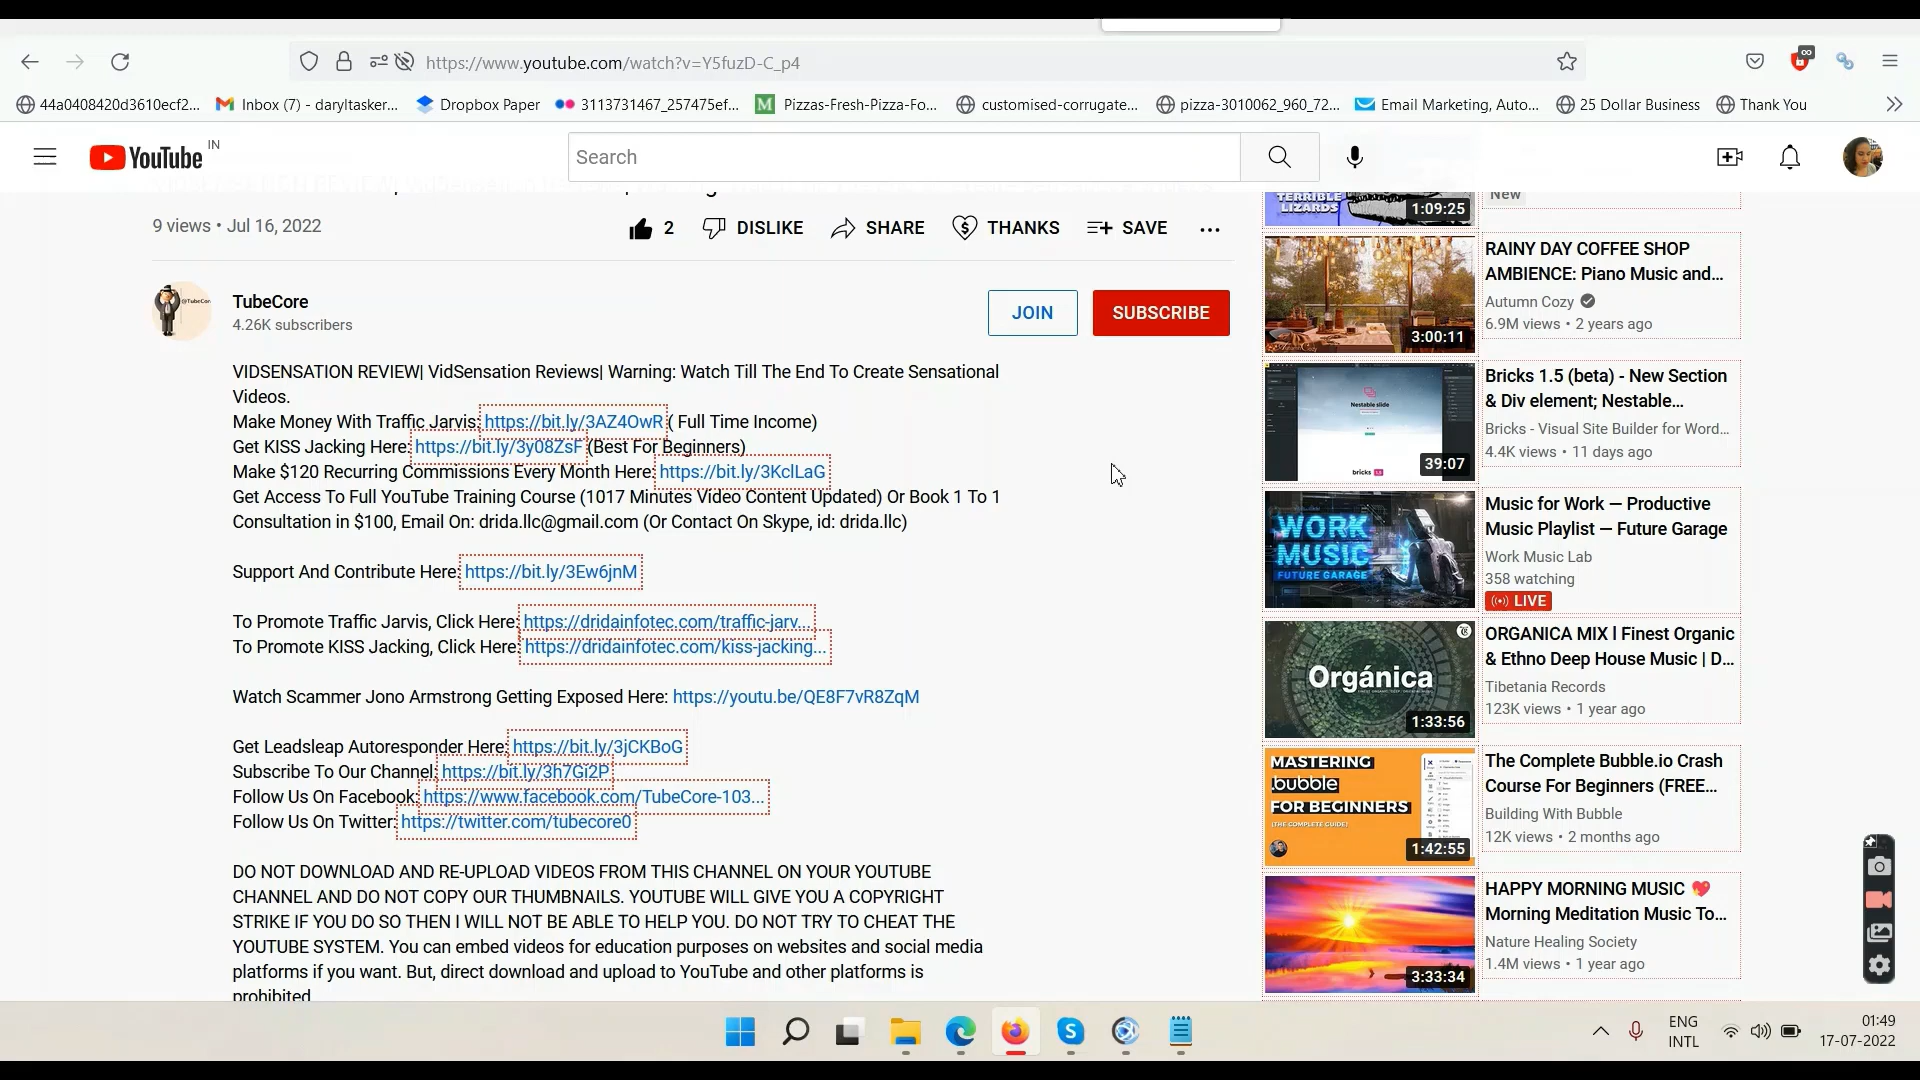 https://www.youtube.com/watch?v=Y5fuzD-C_p4
44a0408420d3610ecf2...
Inbox (7) - daryltasker...
Dropbox Paper
3113731467_257475ef...
Pizzas-Fresh-Pizza-Fo...
customised-corrugate...
pizza-3010062_960_72...
Email Marketing, Auto...
25 Dollar Business
Thank You
YouTube IN
Search
9 views • Jul 16, 2022
2
DISLIKE
SHARE
THANKS
SAVE
TubeCore
4.26K subscribers
JOIN
SUBSCRIBE
VIDSENSATION REVIEW| VidSensation Reviews| Warning: Watch Till The End To Create Sensational
Videos.
Make Money With Traffic Jarvis: https://bit.ly/3AZ4OwR ( Full Time Income)
Get KISS Jacking Here: https://bit.ly/3y08ZsF (Best For Beginners)
Make $120 Recurring Commissions Every Month Here: https://bit.ly/3KclLaG
Get Access To Full YouTube Training Course (1017 Minutes Video Content Updated) Or Book 1 To 1
Consultation in $100, Email On: drida.llc@gmail.com (Or Contact On Skype, id: drida.llc)
Support And Contribute Here: https://bit.ly/3Ew6jnM
To Promote Traffic Jarvis, Click Here: https://dridainfotec.com/traffic-jarv...
To Promote KISS Jacking, Click Here: https://dridainfotec.com/kiss-jacking...
Watch Scammer Jono Armstrong Getting Exposed Here: https://youtu.be/QE8F7vR8ZqM
Get Leadsleap Autoresponder Here: https://bit.ly/3jCKBoG
Subscribe To Our Channel: https://bit.ly/3h7Gi2P
Follow Us On Facebook: https://www.facebook.com/TubeCore-103...
Follow Us On Twitter: https://twitter.com/tubecore0
DO NOT DOWNLOAD AND RE-UPLOAD VIDEOS FROM THIS CHANNEL ON YOUR YOUTUBE
CHANNEL AND DO NOT COPY OUR THUMBNAILS. YOUTUBE WILL GIVE YOU A COPYRIGHT
STRIKE IF YOU DO SO THEN I WILL NOT BE ABLE TO HELP YOU. DO NOT TRY TO CHEAT THE
YOUTUBE SYSTEM. You can embed videos for education purposes on websites and social media
platforms if you want. But, direct download and upload to YouTube and other platforms is
prohibited
TERRIBLE
LIZARDS
1:09:25
New
3:00:11
RAINY DAY COFFEE SHOP
AMBIENCE: Piano Music and...
Autumn Cozy
6.9M views • 2 years ago
Nestable slide
bricks
39:07
Bricks 1.5 (beta) - New Section
& Div element; Nestable...
Bricks - Visual Site Builder for Word...
4.4K views • 11 days ago
WORK
MUSIC
FUTURE GARAGE
Music for Work — Productive
Music Playlist — Future Garage
Work Music Lab
358 watching
LIVE
Orgánica
1:33:56
ORGANICA MIX l Finest Organic
& Ethno Deep House Music | D...
Tibetania Records
123K views • 1 year ago
MASTERING
.bubble
FOR BEGINNERS
(THE COMPLETE GUIDE)
1:42:55
The Complete Bubble.io Crash
Course For Beginners (FREE...
Building With Bubble
12K views • 2 months ago
3:33:34
HAPPY MORNING MUSIC 💖
Morning Meditation Music To...
Nature Healing Society
1.4M views • 1 year ago
ENG
INTL
01:49
17-07-2022